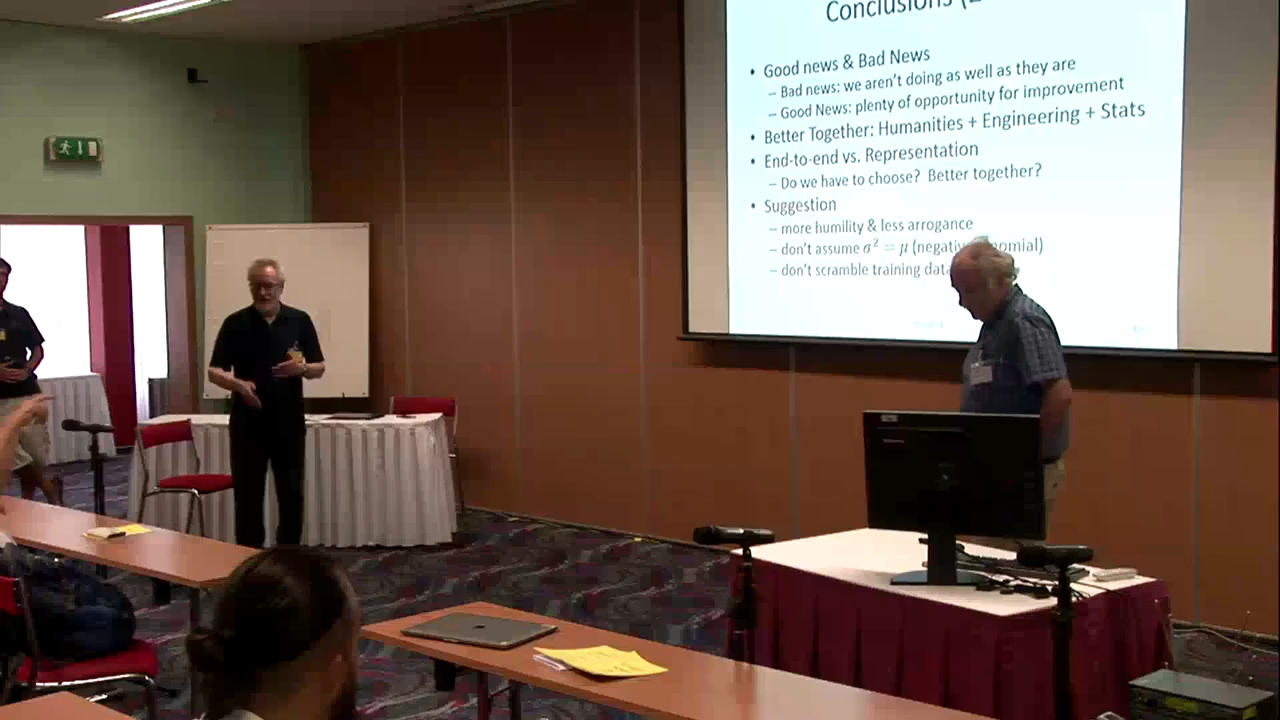 Conclusions
• Good news & Bad News
– Bad news: we aren't doing as well as they are
– Good News: plenty of opportunity for improvement
• Better Together: Humanities + Engineering + Stats
• End-to-end vs. Representation
– Do we have to choose? Better together?
• Suggestion
– more humility & less arrogance
– don't assume σ² = μ
– don't scramble training data